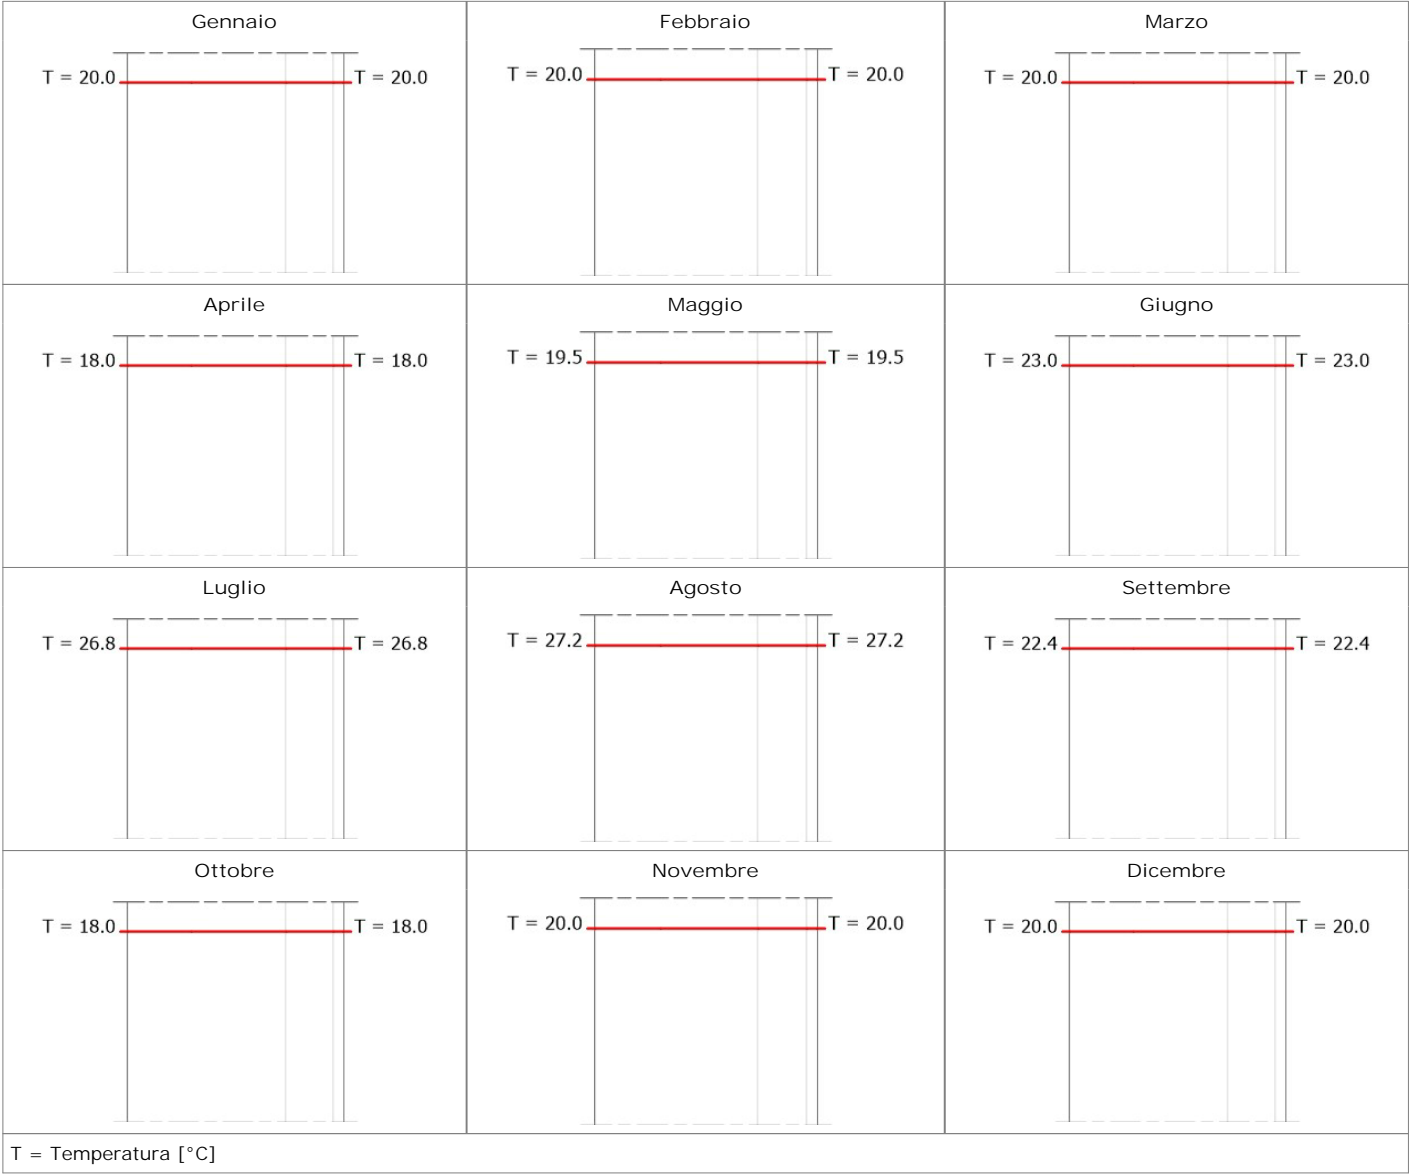 Gennaio
T = 20.0 T = 20.0
Febbraio
T = 20.0 T = 20.0
Marzo
T = 20.0 T = 20.0
Aprile
T = 18.0 T = 18.0
Maggio
T = 19.5 T = 19.5
Giugno
T = 23.0 T = 23.0
Luglio
T = 26.8 T = 26.8
Agosto
T = 27.2 T = 27.2
Settembre
T = 22.4 T = 22.4
Ottobre
T = 18.0 T = 18.0
Novembre
T = 20.0 T = 20.0
Dicembre
T = 20.0 T = 20.0
T = Temperatura [°C]